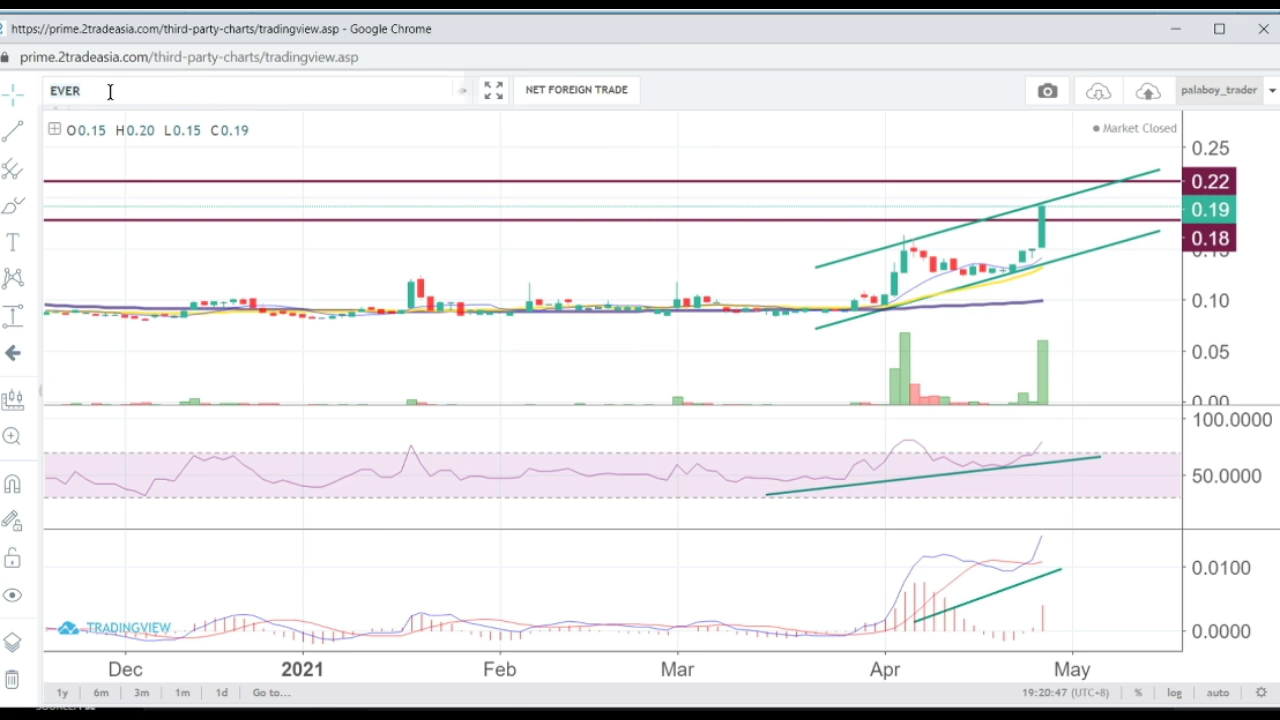 https://prime.2tradeasia.com/third-party-charts/tradingview.asp - Google Chrome
prime.2tradeasia.com/third-party-charts/tradingview.asp
EVER
NET FOREIGN TRADE
palaboy_trader
O0.15 H0.20 L0.15 C0.19
Market Closed
0.25
0.22
0.19
0.18
0.10
0.05
0.00
100.0000
50.0000
0.0100
TRADINGVIEW
0.0000
Dec 2021 Feb Mar Apr May
1y 6m 3m 1m 1d Go to... 19:20:47 (UTC+8) % log auto